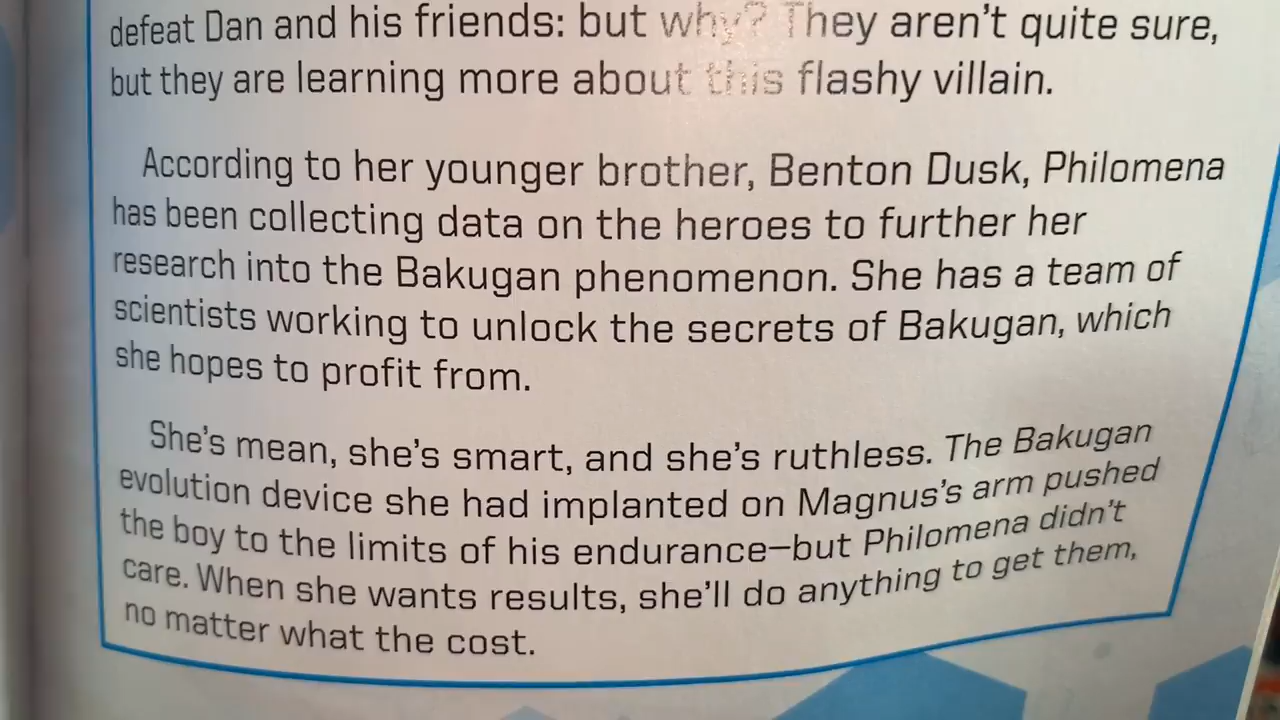 defeat Dan and his friends: but why? They aren't quite sure,
but they are learning more about this flashy villain.
According to her younger brother, Benton Dusk, Philomena
has been collecting data on the heroes to further her
research into the Bakugan phenomenon. She has a team of
scientists working to unlock the secrets of Bakugan, which
she hopes to profit from.
She's mean, she's smart, and she's ruthless. The Bakugan
evolution device she had implanted on Magnus's arm pushed
the boy to the limits of his endurance—but Philomena didn't
care. When she wants results, she'll do anything to get them,
no matter what the cost.